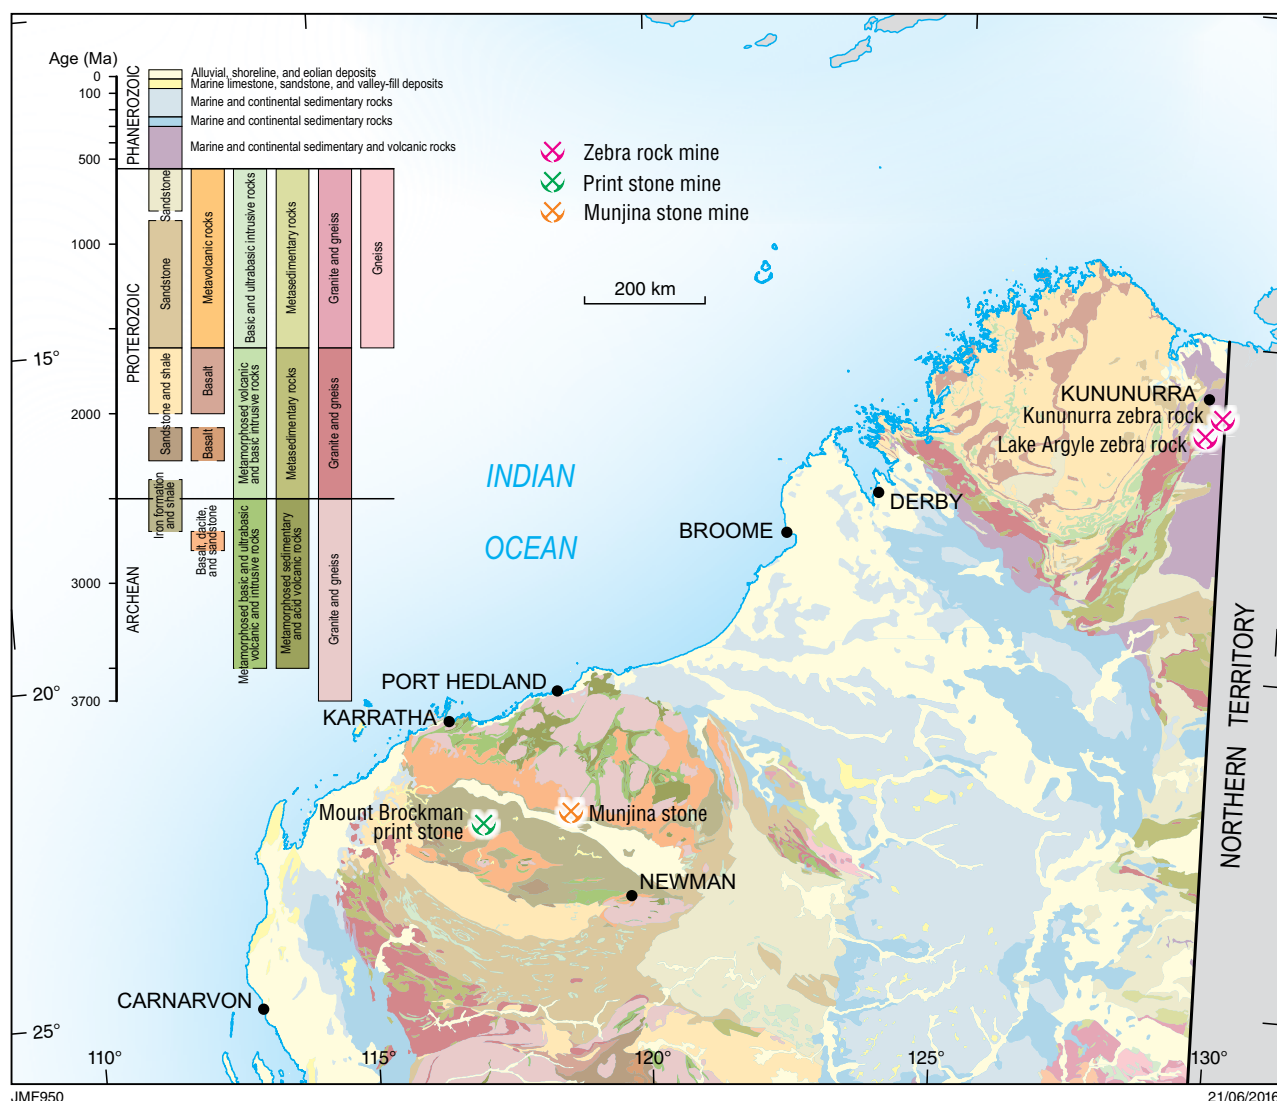 Age (Ma)
0
100
500
1000
2000
3000
3700
PHANEROZOIC
PROTEROZOIC
ARCHEAN
Alluvial, shoreline, and eolian deposits
Marine limestone, sandstone, and valley-fill deposits
Marine and continental sedimentary rocks
Marine and continental sedimentary rocks
Marine and continental sedimentary and volcanic rocks
Sandstone
Sandstone
Metavolcanic rocks
Basic and ultrabasic intrusive rocks
Metasedimentary rocks
Granite and gneiss
Gneiss
Sandstone and shale
Basalt
Basalt
Metamorphosed volcanic
and basic intrusive rocks
Metasedimentary rocks
Granite and gneiss
Iron formation
and shale
Basalt, dacite,
and sandstone
Metamorphosed basic and ultrabasic
volcanic and intrusive rocks
Metamorphosed sedimentary
and acid volcanic rocks
Granite and gneiss
Zebra rock mine
Print stone mine
Munjina stone mine
200 km
INDIAN
OCEAN
KUNUNURRA
Kununurra zebra rock
Lake Argyle zebra rock
DERBY
BROOME
PORT HEDLAND
KARRATHA
Mount Brockman
print stone
Munjina stone
NEWMAN
CARNARVON
NORTHERN TERRITORY
15°
20°
25°
110°
115°
120°
125°
130°
JMF950
21/06/2016